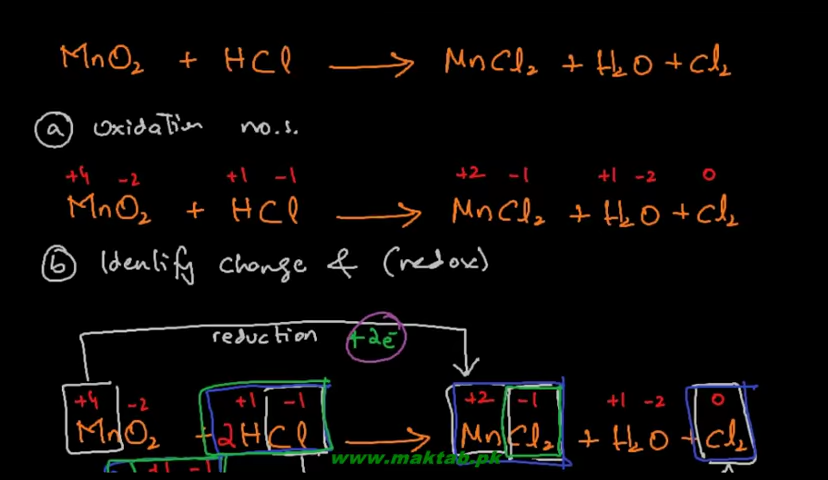 MnO₂ + HCl ⟶ MnCl₂ + H₂O + Cl₂
(a) oxidation no.s.
+4 -2 +1 -1 +2 -1 +1 -2 0
MnO₂ + HCl ⟶ MnCl₂ + H₂O + Cl₂
(b) Identify change & (redox)
reduction +2e⁻
+4 -2 +1 -1 +2 -1 +1 -2 0
MnO₂ + 2HCl ⟶ MnCl₂ + H₂O + Cl₂
www.maktab.pk
+1 -1